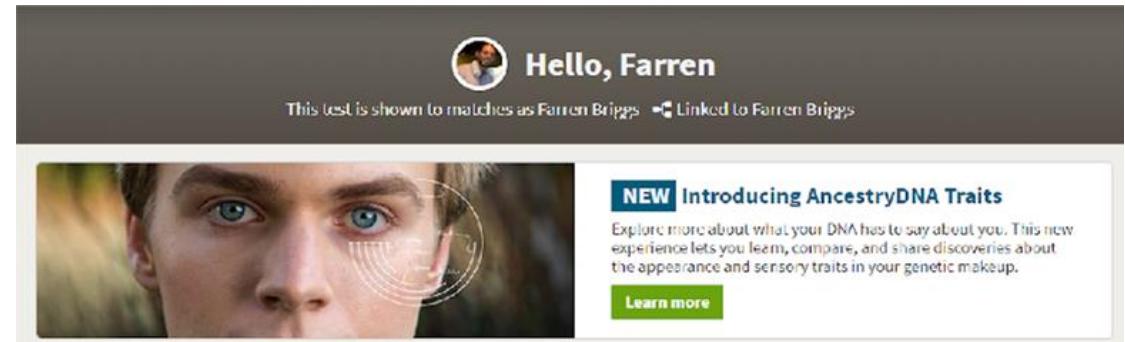 Hello, Farren
This test is shown to matches as Farren Briggs Linked to Farren Briggs
NEW Introducing AncestryDNA Traits
Explore more about what your DNA has to say about you. This new
experience lets you learn, compare, and share discoveries about
the appearance and sensory traits in your genetic makeup.
Learn more